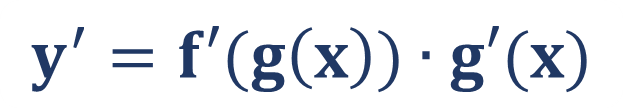 y′ = f′(g(x)) · g′(x)